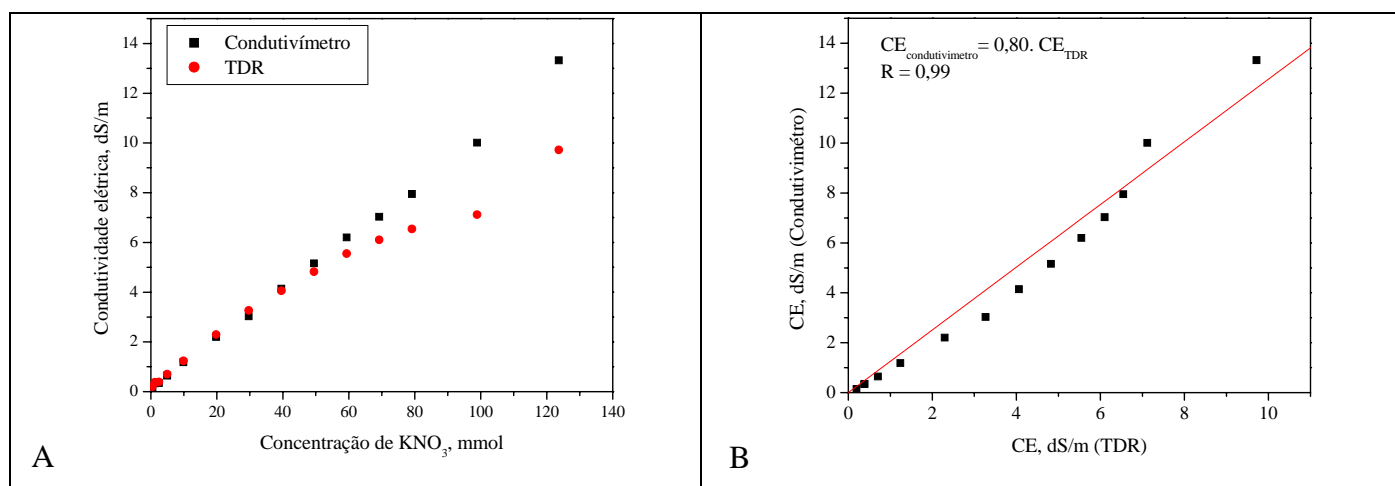 Condutivímetro
TDR
Condutividade elétrica, dS/m
14
12
10
8
6
4
2
0
0 20 40 60 80 100 120 140
Concentração de KNO3, mmol
A
CEcondutivimetro= 0,80. CETDR
R = 0,99
CE, dS/m (Condutivimétro)
14
12
10
8
6
4
2
0
0 2 4 6 8 10
CE, dS/m (TDR)
B